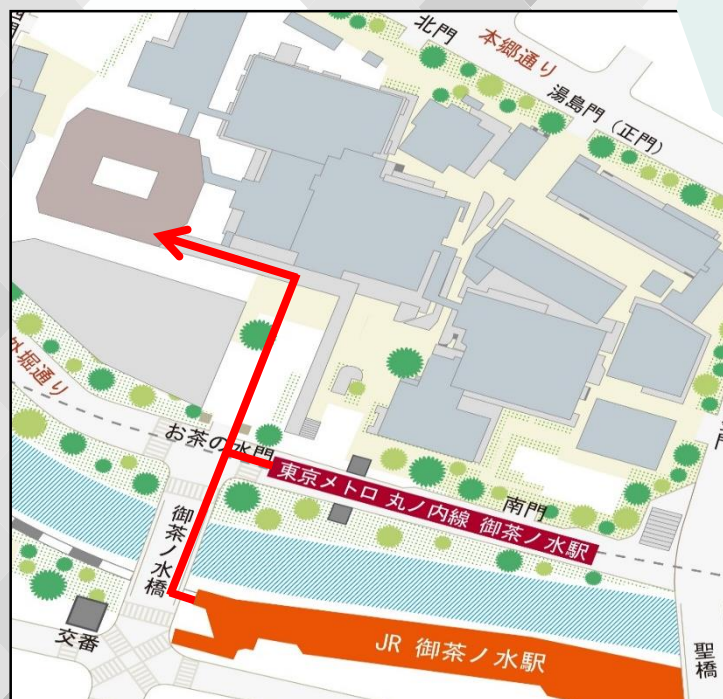 北門
本郷通り
湯島門（正門）
外堀通り
お茶の水門
東京メトロ 丸ノ内線 御茶ノ水駅
南門
御茶ノ水橋
交番
JR 御茶ノ水駅
聖橋